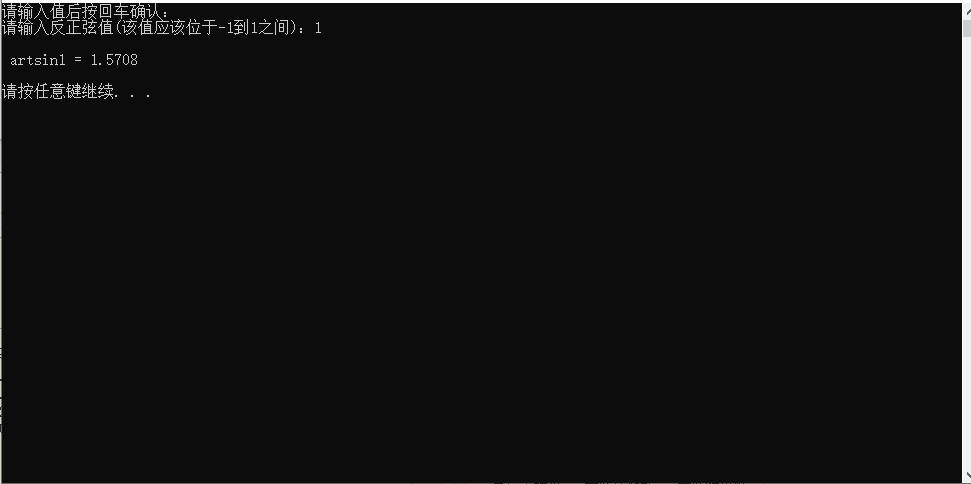 请输入值后按回车确认:
请输入反正弦值(该值应该位于-1到1之间): 1
artsin1 = 1.5708
请按任意键继续. . .